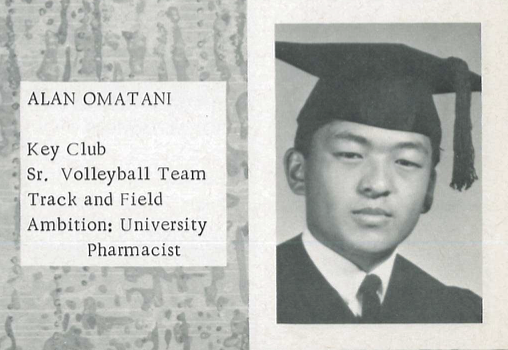 ALAN OMATANI
Key Club
Sr. Volleyball Team
Track and Field
Ambition: University
Pharmacist